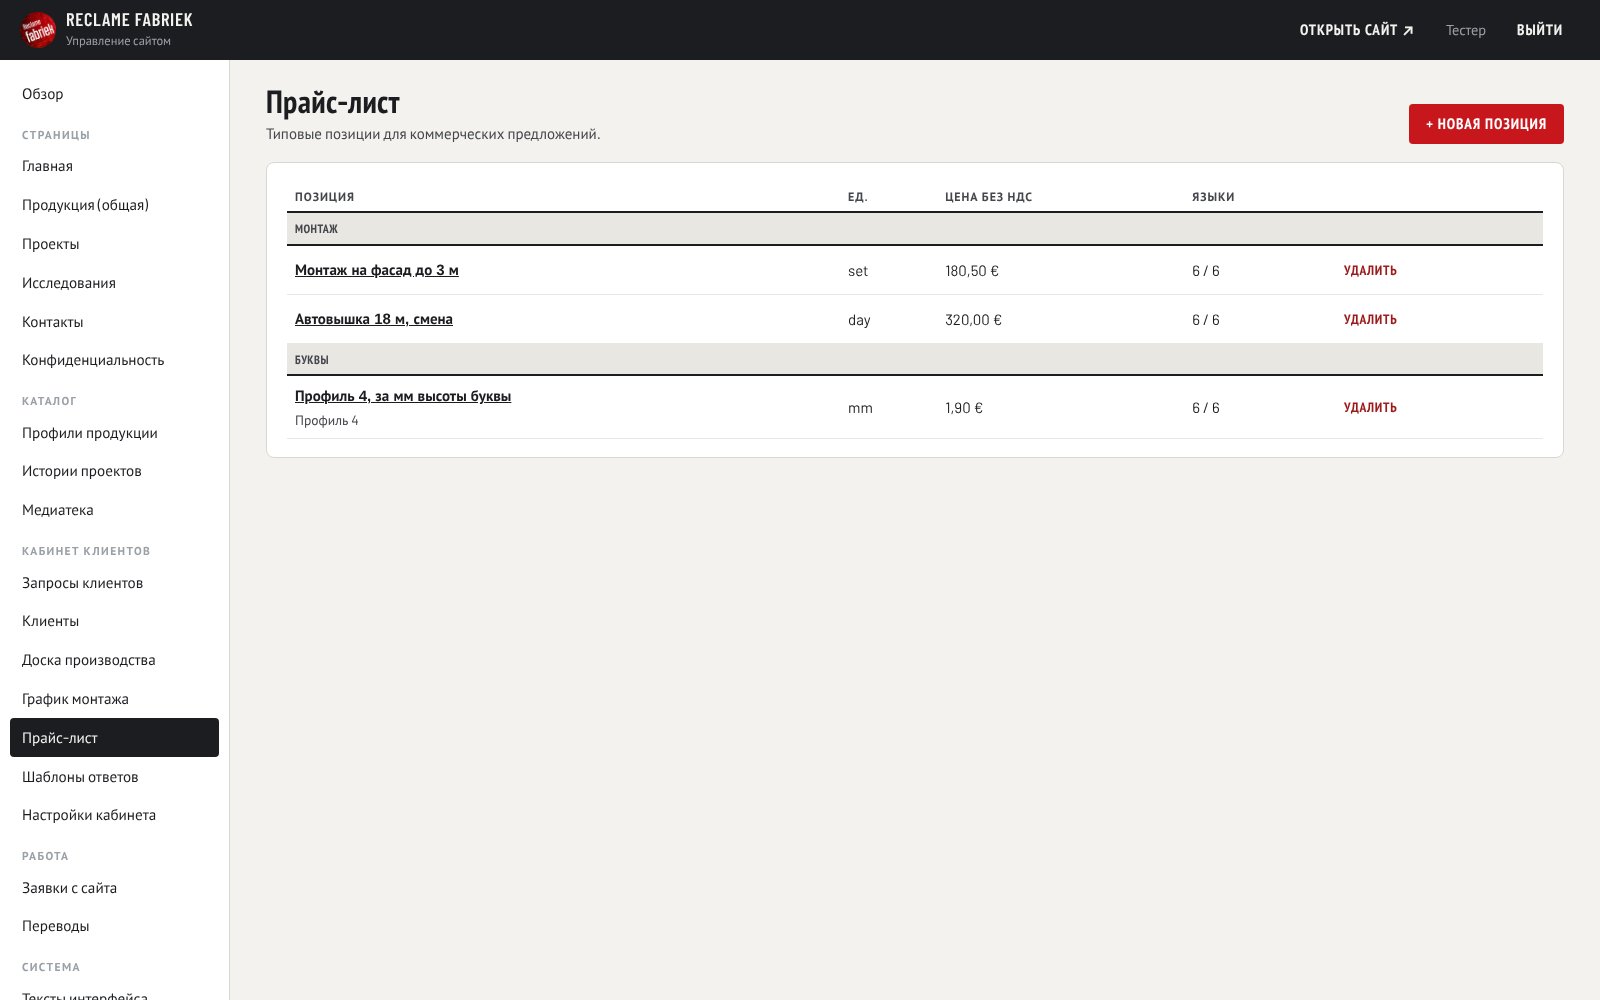 Reclame fabriek
RECLAME FABRIEK
Управление сайтом
ОТКРЫТЬ САЙТ ↗
Тестер
ВЫЙТИ
Обзор
СТРАНИЦЫ
Главная
Продукция (общая)
Проекты
Исследования
Контакты
Конфиденциальность
КАТАЛОГ
Профили продукции
Истории проектов
Медиатека
КАБИНЕТ КЛИЕНТОВ
Запросы клиентов
Клиенты
Доска производства
График монтажа
Прайс-лист
Шаблоны ответов
Настройки кабинета
РАБОТА
Заявки с сайта
Переводы
СИСТЕМА
Тексты интерфейса
Прайс-лист
Типовые позиции для коммерческих предложений.
+ НОВАЯ ПОЗИЦИЯ
ПОЗИЦИЯ ЕД. ЦЕНА БЕЗ НДС ЯЗЫКИ
МОНТАЖ
Монтаж на фасад до 3 м set 180,50 € 6 / 6 УДАЛИТЬ
Автовышка 18 м, смена day 320,00 € 6 / 6 УДАЛИТЬ
БУКВЫ
Профиль 4, за мм высоты буквы mm 1,90 € 6 / 6 УДАЛИТЬ
Профиль 4